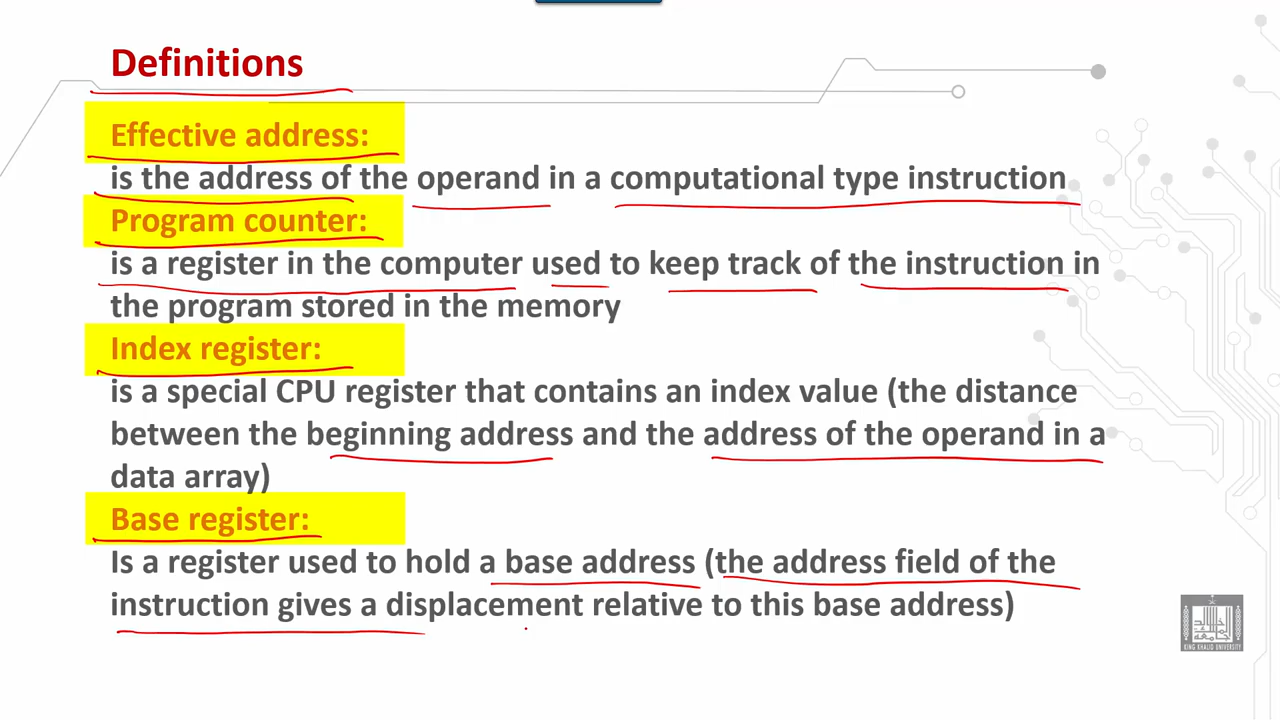 Definitions
Effective address:
is the address of the operand in a computational type instruction
Program counter:
is a register in the computer used to keep track of the instruction in
the program stored in the memory
Index register:
is a special CPU register that contains an index value (the distance
between the beginning address and the address of the operand in a
data array)
Base register:
Is a register used to hold a base address (the address field of the
instruction gives a displacement relative to this base address)
KING KHALID UNIVERSITY